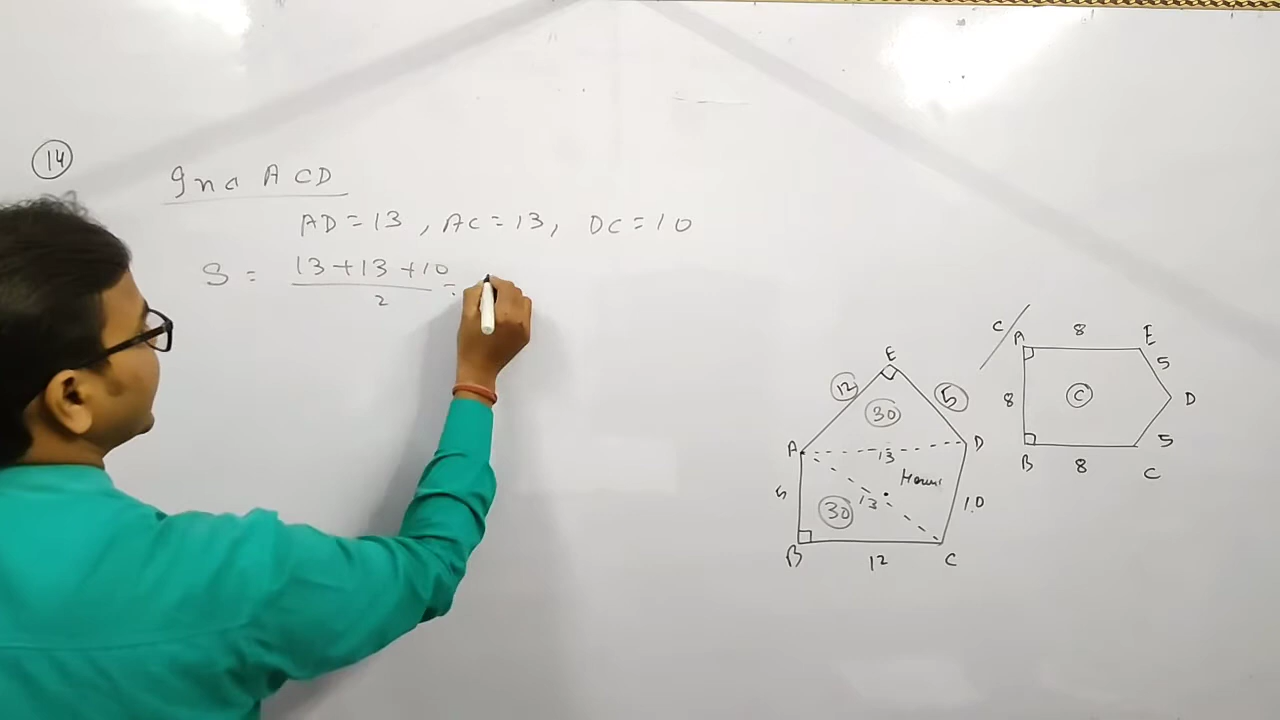 14
In a ACD
AD = 13 , AC = 13, DC = 10
S = 13 + 13 + 10 / 2 =
E
12
5
30
A
D
13
5
13
30
10
B
12
C
C
A
8
E
5
8
C
D
5
B
8
C